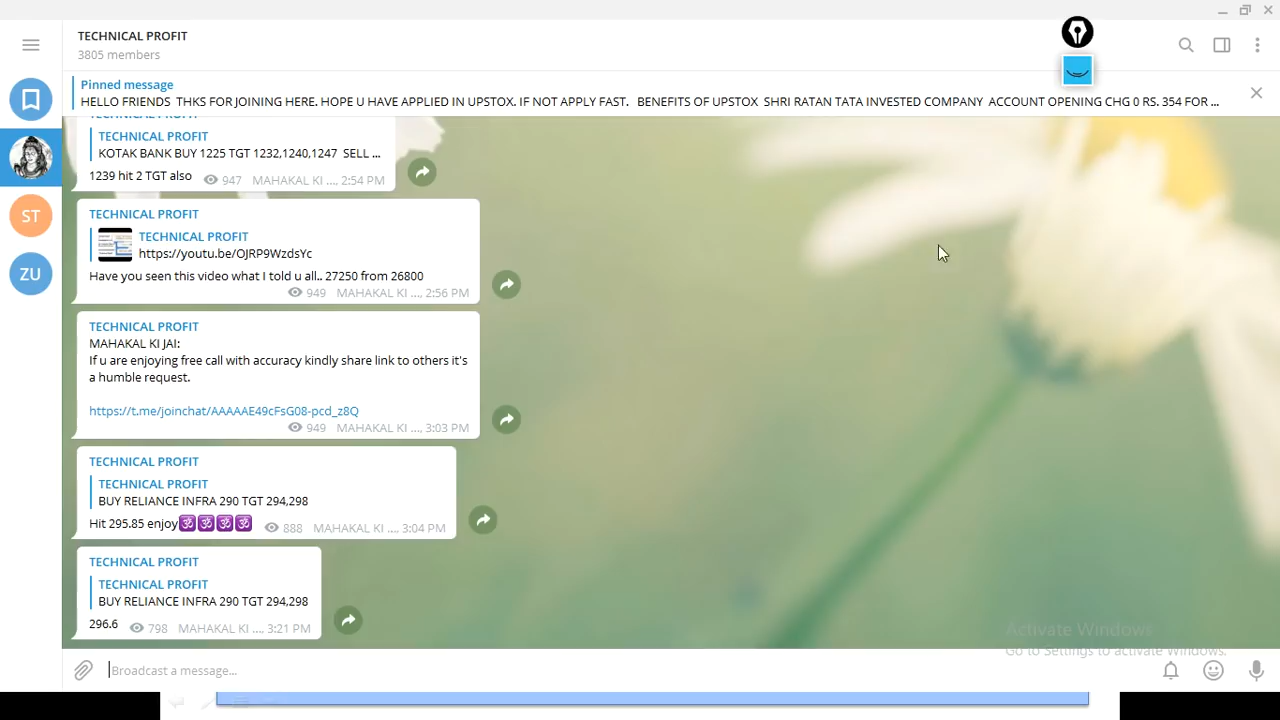 TECHNICAL PROFIT
3805 members
Pinned message
HELLO FRIENDS THKS FOR JOINING HERE. HOPE U HAVE APPLIED IN UPSTOX. IF NOT APPLY FAST. BENEFITS OF UPSTOX SHRI RATAN TATA INVESTED COMPANY ACCOUNT OPENING CHG 0 RS. 354 FOR ...
TECHNICAL PROFIT
TECHNICAL PROFIT
KOTAK BANK BUY 1225 TGT 1232,1240,1247 SELL ...
1239 hit 2 TGT also 947 MAHAKAL KI ..., 2:54 PM
TECHNICAL PROFIT
TECHNICAL PROFIT
https://youtu.be/OJRP9WzdsYc
Have you seen this video what I told u all.. 27250 from 26800
949 MAHAKAL KI ..., 2:56 PM
TECHNICAL PROFIT
MAHAKAL KI JAI:
If u are enjoying free call with accuracy kindly share link to others it's
a humble request.
https://t.me/joinchat/AAAAAE49cFsG08-pcd_z8Q
949 MAHAKAL KI ..., 3:03 PM
TECHNICAL PROFIT
TECHNICAL PROFIT
BUY RELIANCE INFRA 290 TGT 294,298
Hit 295.85 enjoy🕉🕉🕉🕉 888 MAHAKAL KI ..., 3:04 PM
TECHNICAL PROFIT
TECHNICAL PROFIT
BUY RELIANCE INFRA 290 TGT 294,298
296.6 798 MAHAKAL KI .... 3:21 PM
Broadcast a message...
ST
ZU
Activate Windows
Go to Settings to activate Windows.